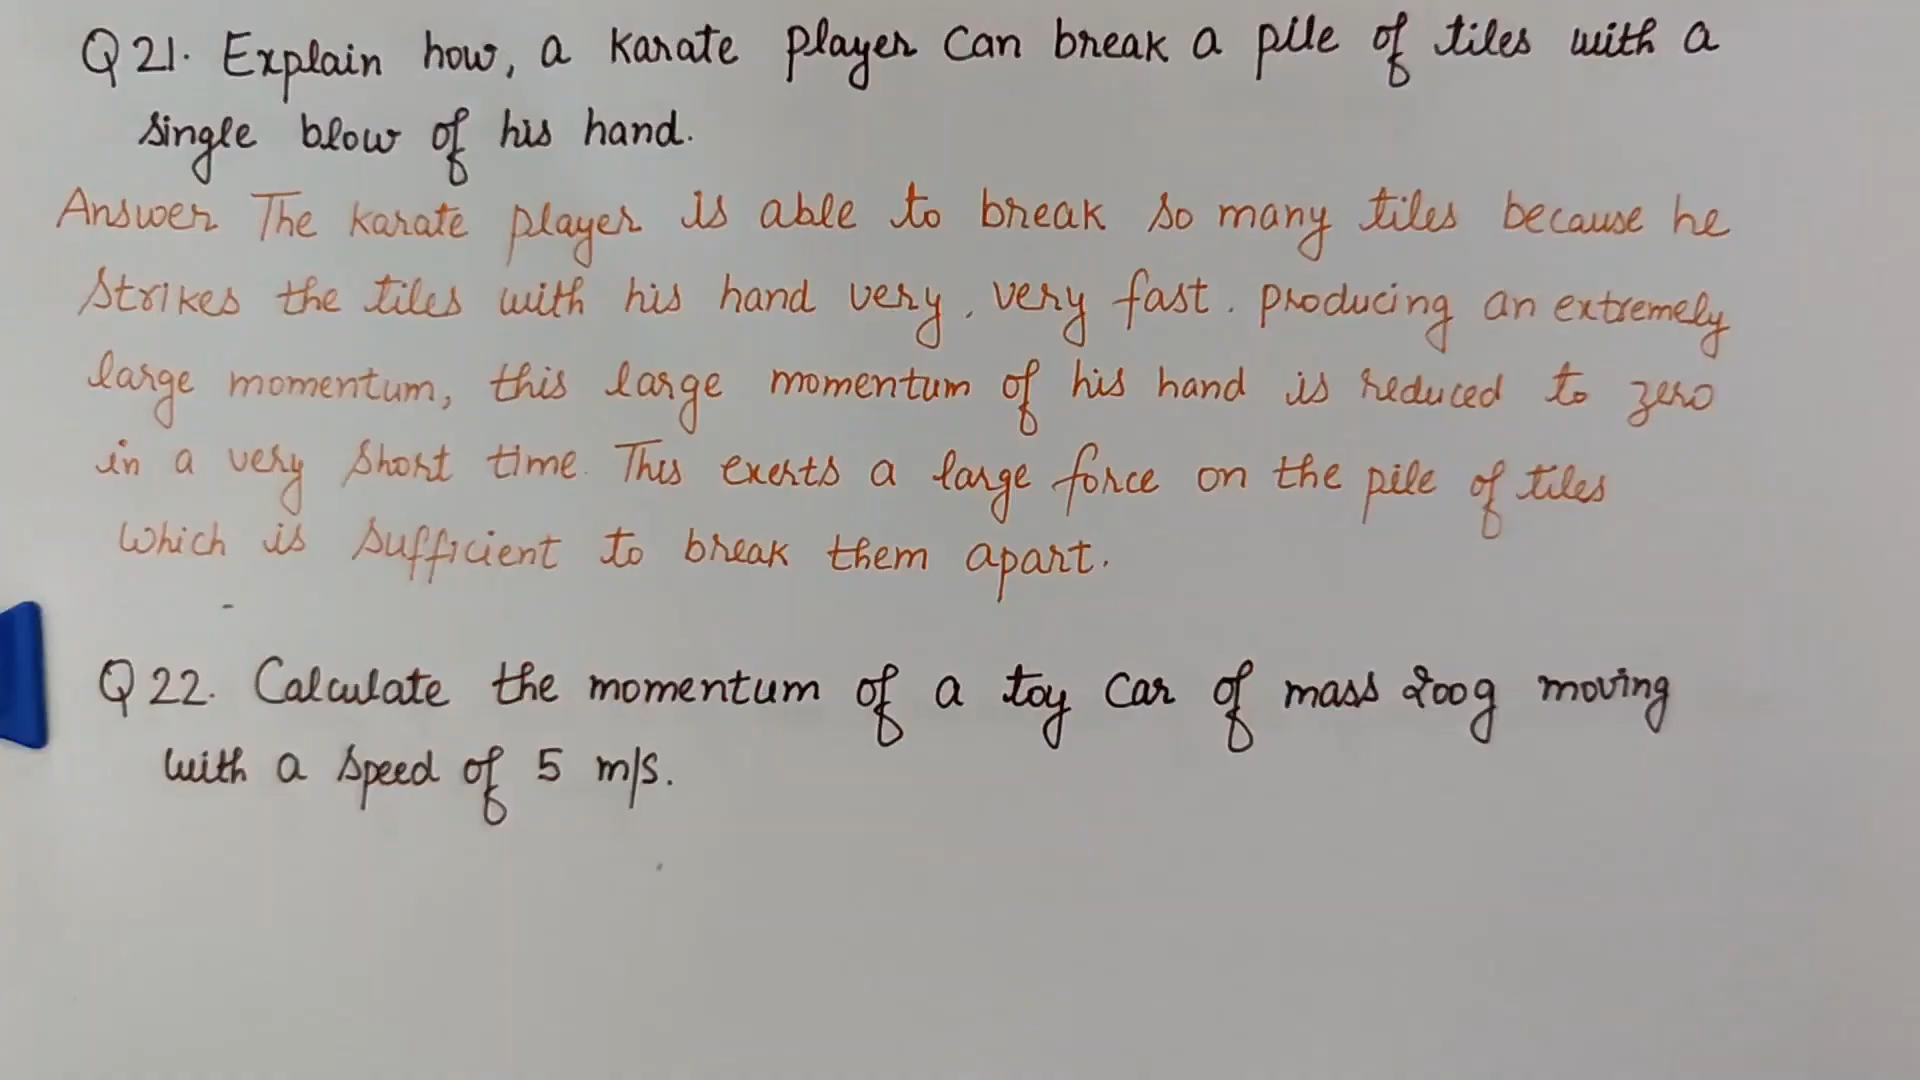 Q21. Explain how, a karate player can break a pile of tiles with a
single blow of his hand.
Answer The karate player is able to break so many tiles because he
strikes the tiles with his hand very, very fast. producing an extremely
large momentum, this large momentum of his hand is reduced to zero
in a very short time. This exerts a large force on the pile of tiles
which is sufficient to break them apart.
Q22. Calculate the momentum of a toy car of mass 200g moving
with a speed of 5 m/s.